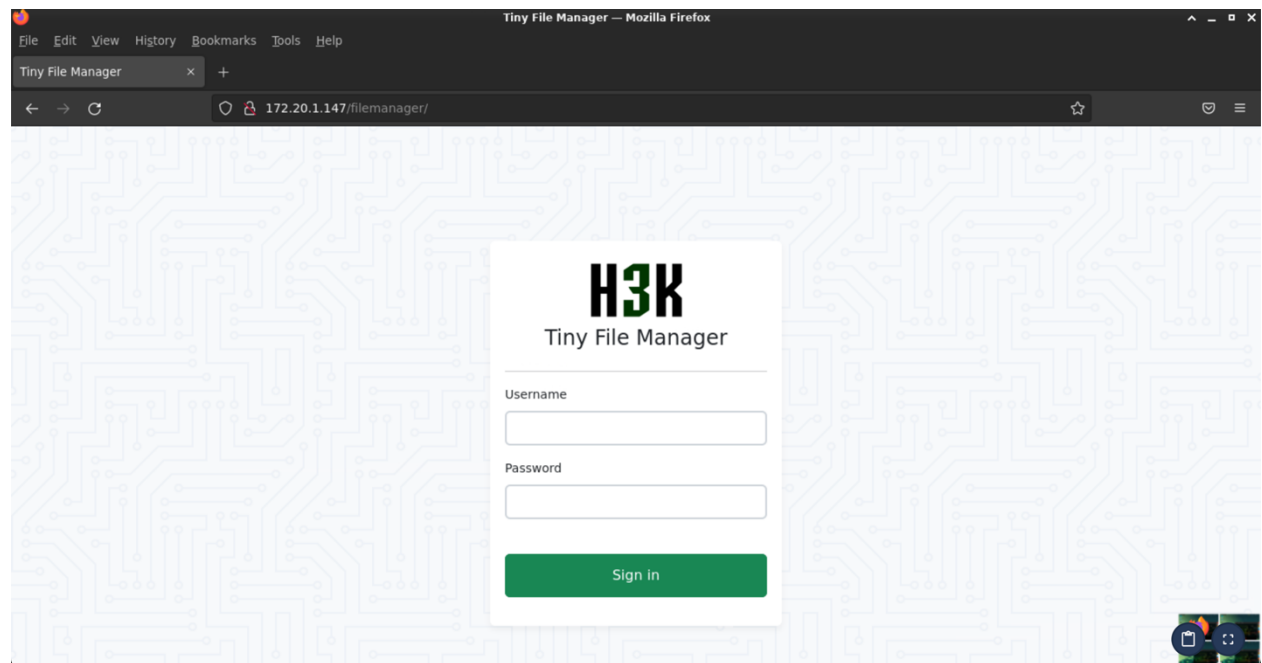 Tiny File Manager — Mozilla Firefox
File Edit View History Bookmarks Tools Help
Tiny File Manager
172.20.1.147/filemanager/
H3K
Tiny File Manager
Username
Password
Sign in